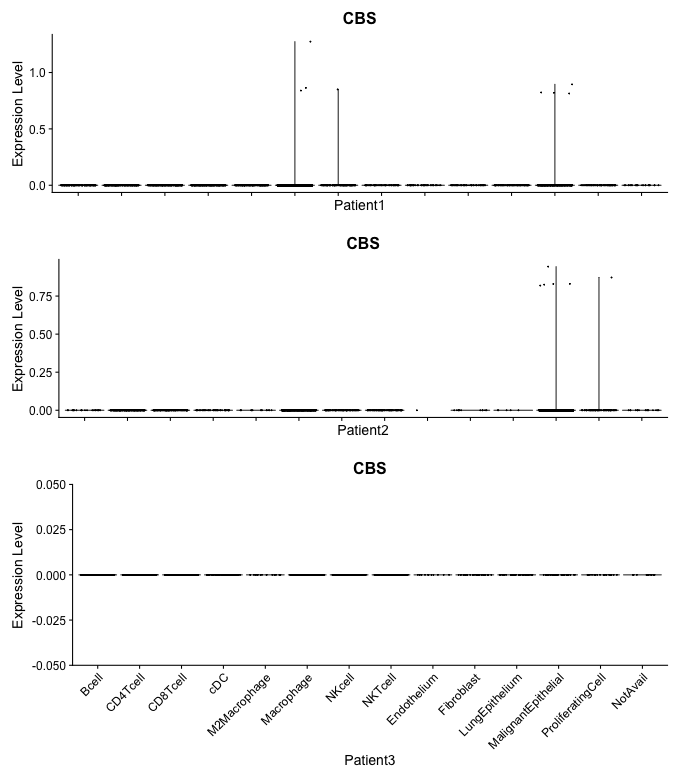 CBS
1.0
0.5
0.0
Expression Level
Patient1
CBS
0.75
0.50
0.25
0.00
Expression Level
Patient2
CBS
0.050
0.025
0.000
-0.025
-0.050
Expression Level
Bcell
CD4Tcell
CD8Tcell
cDC
M2Macrophage
Macrophage
NKcell
NKTcell
Endothelium
Fibroblast
LungEpithelium
MalignantEpithelial
ProliferatingCell
NotAvail
Patient3